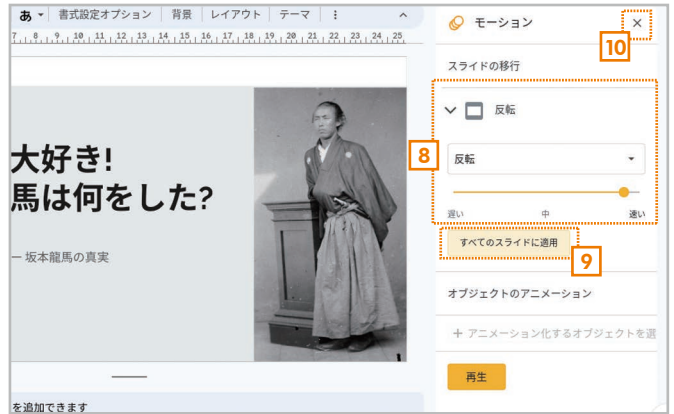 あ 書式設定オプション 背景 レイアウト テーマ
7 8 9 10 11 12 13 14 15 16 17 18 19 20 21 22 23 24 25
大好き!
馬は何をした?
ー 坂本龍馬の真実
を追加できます
モーション
10
スライドの移行
8
反転
反転
遅い 中 速い
すべてのスライドに適用
9
オブジェクトのアニメーション
+ アニメーション化するオブジェクトを選
再生